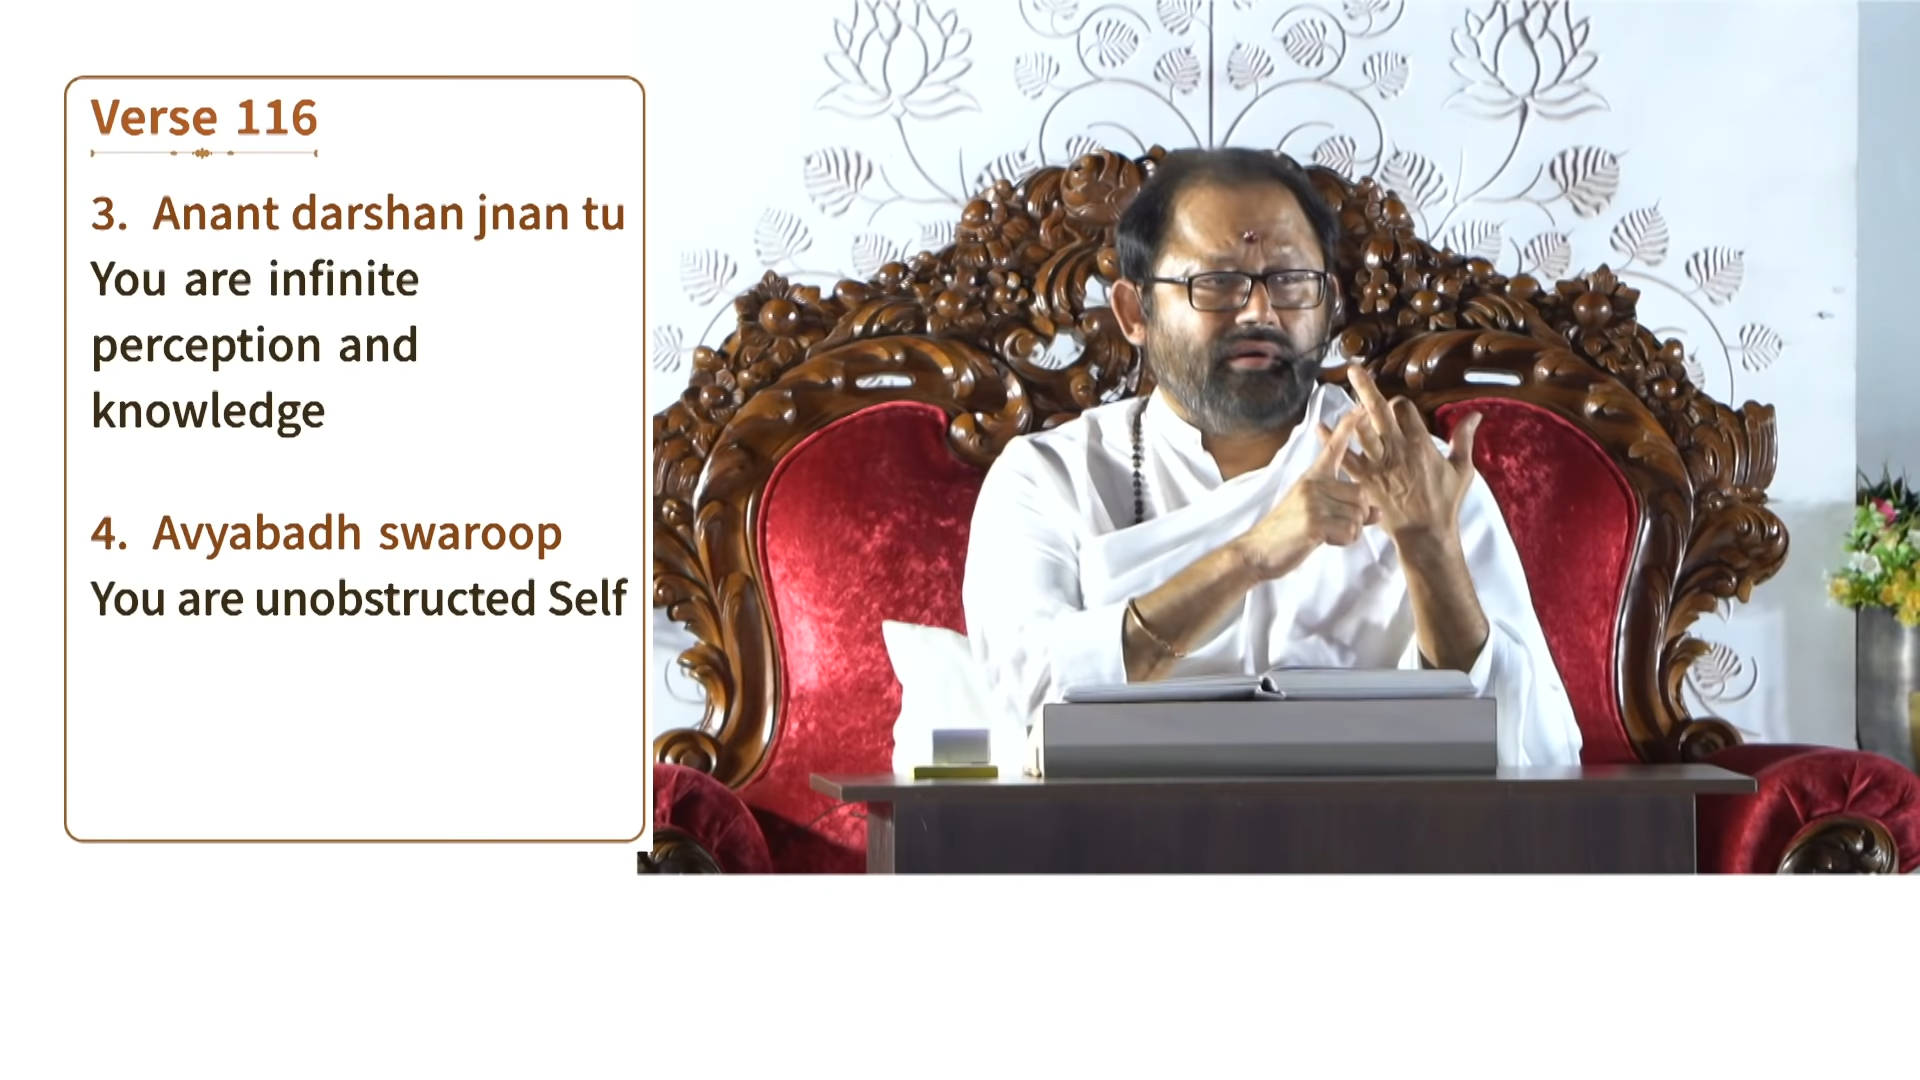 Verse 116
3. Anant darshan jnan tu
You are infinite
perception and
knowledge
4. Avyabadh swaroop
You are unobstructed Self